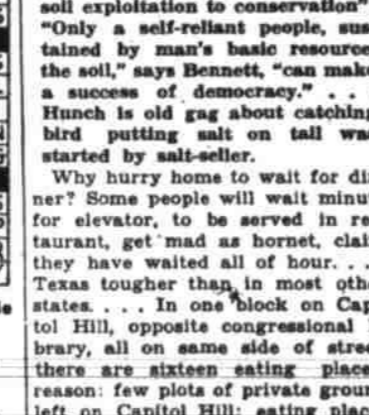 soil exploitation to conservation"
"Only a self-reliant people, sus
tained by man's basic resource
the soil," says Bennett, "can make
a success of democracy." . .
Hunch is old gag about catching
bird putting salt on tail was
started by salt-seller.
Why hurry home to wait for din
ner? Some people will wait minut
for elevator, to be served in res
taurant, get mad as hornet, clai
they have waited all of hour. . .
Texas tougher than in most othe
states. . . . In one block on Cap
tol Hill, opposite congressional
brary, all on same side of stree
there are sixteen eating place
reason: few plots of private groun
left on Capitol Hill; eating plac